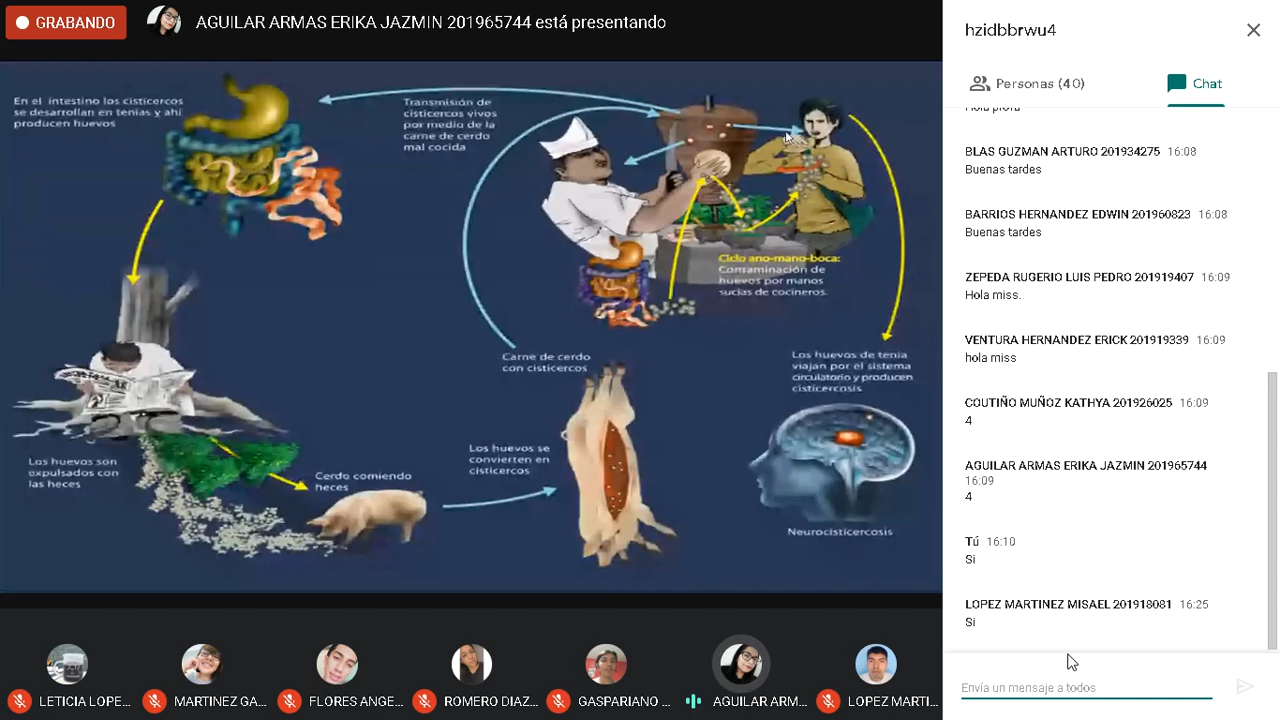 GRABANDO
AGUILAR ARMAS ERIKA JAZMIN 201965744 está presentando
En el intestino los cisticercos
se desarrollan en tenias y ahí
producen huevos
Transmisión de
cisticercos vivos
por medio de la
carne de cerdo
mal cocida
Ciclo ano-mano-boca:
Contaminación de
huevos por manos
sucias de cocineros.
Carne de cerdo
con cisticercos
Los huevos de tenia
viajan por el sistema
circulatorio y producen
cisticercosis
Los huevos son
expulsados con
las heces
Cerdo comiendo
heces
Los huevos se
convierten en
cisticercos
Neurocisticercosis
LETICIA LOPE...
MARTINEZ GA...
FLORES ANGE...
ROMERO DIAZ...
GASPARIANO ...
AGUILAR ARM...
LOPEZ MARTI...
hzidbbrwu4
Personas (40)
Chat
Hola profa
BLAS GUZMAN ARTURO 201934275 16:08
Buenas tardes
BARRIOS HERNANDEZ EDWIN 201960823 16:08
Buenas tardes
ZEPEDA RUGERIO LUIS PEDRO 201919407 16:09
Hola miss.
VENTURA HERNANDEZ ERICK 201919339 16:09
hola miss
COUTIÑO MUÑOZ KATHYA 201926025 16:09
4
AGUILAR ARMAS ERIKA JAZMIN 201965744
16:09
4
Tú 16:10
Si
LOPEZ MARTINEZ MISAEL 201918081 16:25
Si
Envía un mensaje a todos